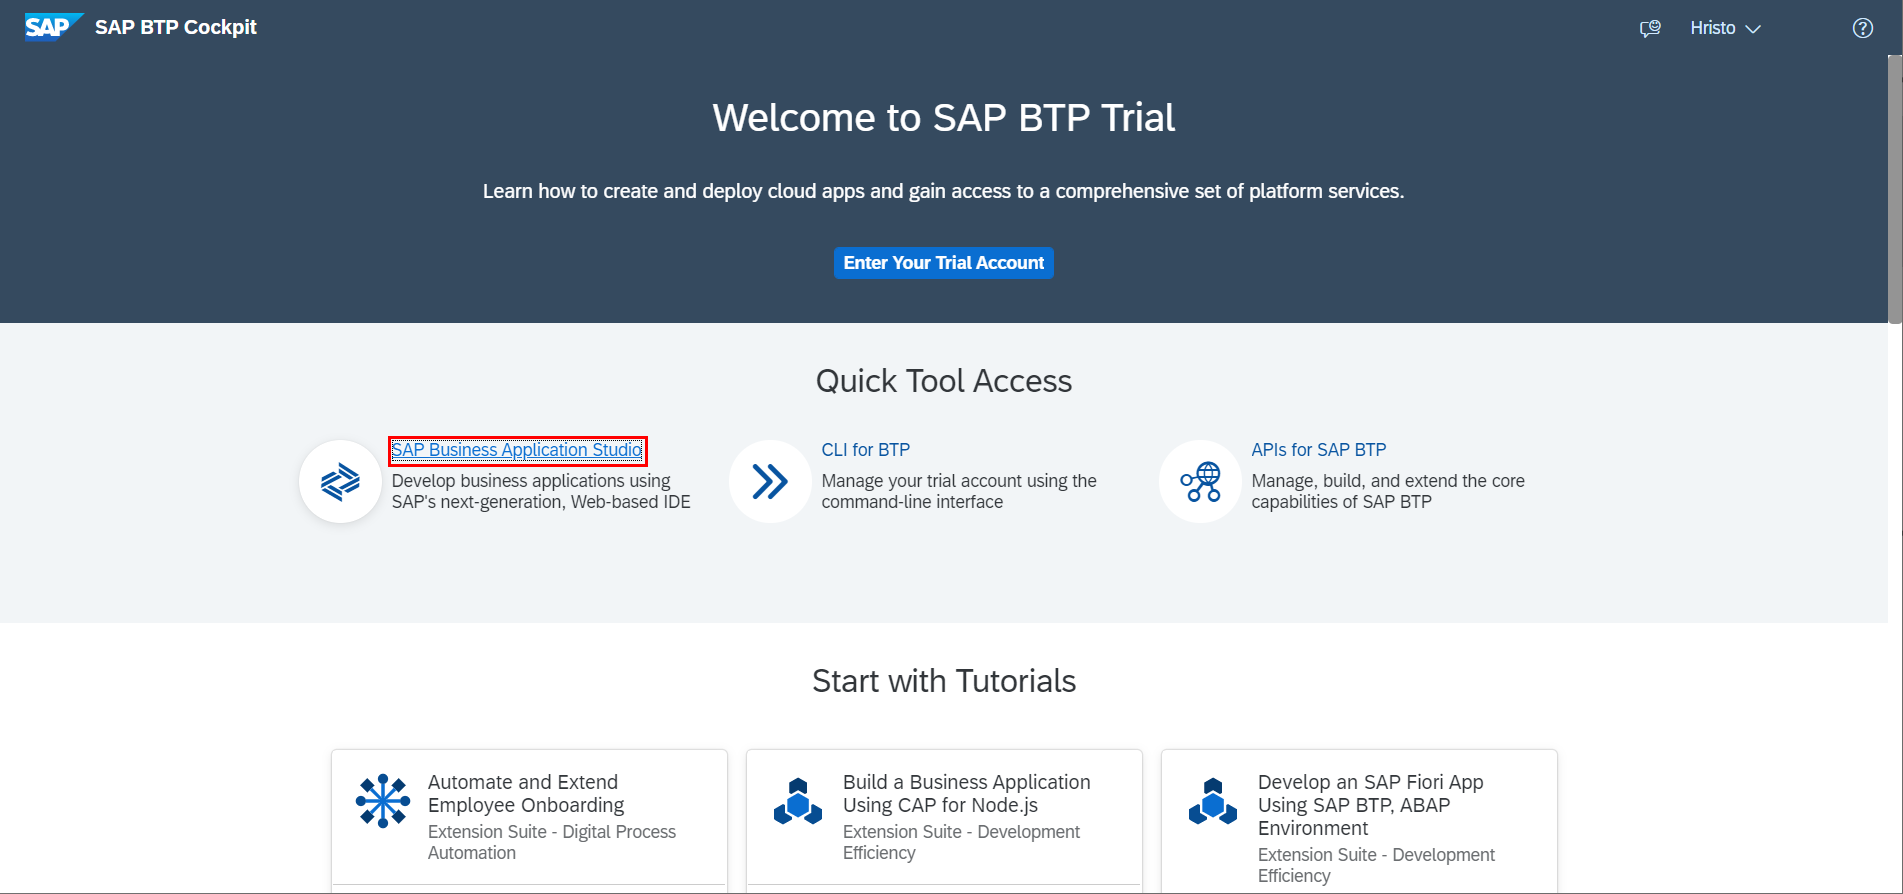 SAP SAP BTP Cockpit
Hristo
Welcome to SAP BTP Trial
Learn how to create and deploy cloud apps and gain access to a comprehensive set of platform services.
Enter Your Trial Account
Quick Tool Access
SAP Business Application Studio
Develop business applications using
SAP's next-generation, Web-based IDE
CLI for BTP
Manage your trial account using the
command-line interface
APIs for SAP BTP
Manage, build, and extend the core
capabilities of SAP BTP
Start with Tutorials
Automate and Extend
Employee Onboarding
Extension Suite - Digital Process
Automation
Build a Business Application
Using CAP for Node.js
Extension Suite - Development
Efficiency
Develop an SAP Fiori App
Using SAP BTP, ABAP
Environment
Extension Suite - Development
Efficiency